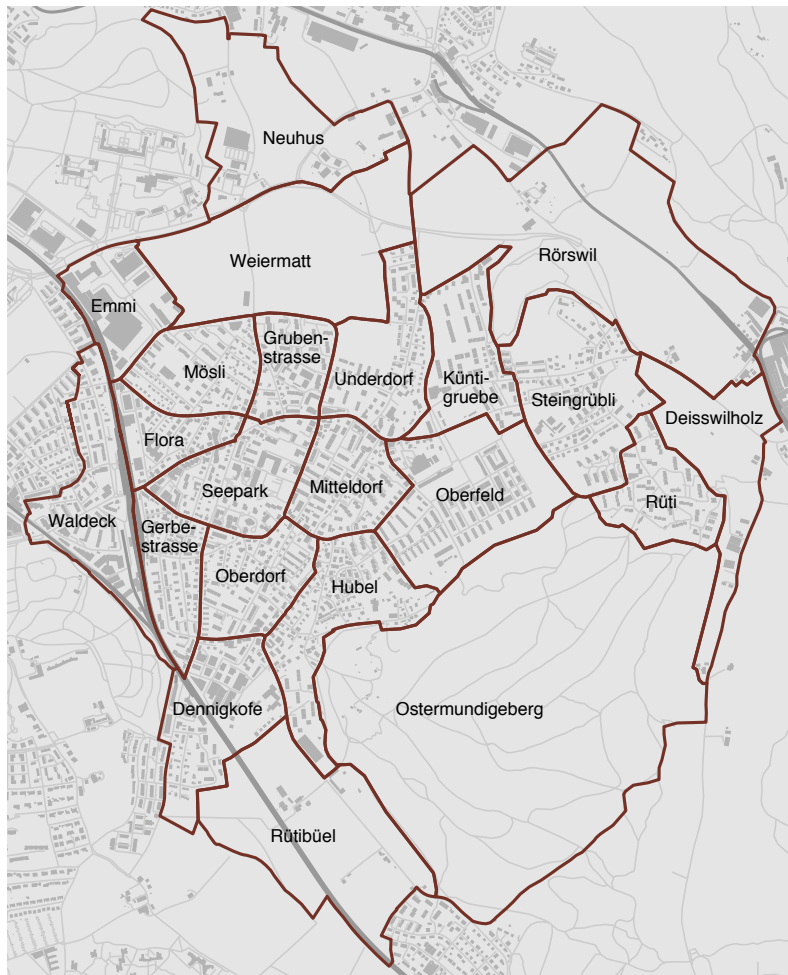 Neuhus
Weiermatt
Rörswil
Emmi
Gruben-
strasse
Mösli
Underdorf
Künti-
gruebe
Steingrübli
Deisswilholz
Flora
Seepark
Mitteldorf
Oberfeld
Rüti
Waldeck
Gerbe-
strasse
Oberdorf
Hubel
Dennigkofe
Ostermundigeberg
Rütibüel